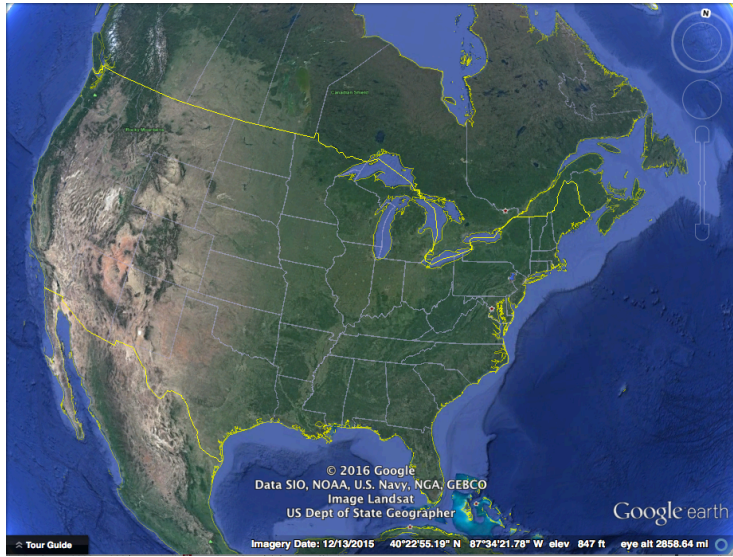 N
Canadian Shield
Rocky Mountains
© 2016 Google
Data SIO, NOAA, U.S. Navy, NGA, GEBCO
Image Landsat
US Dept of State Geographer
Google earth
Tour Guide
Imagery Date: 12/13/2015 40°22'55.19" N 87°34'21.78" W elev 847 ft eye alt 2858.64 mi